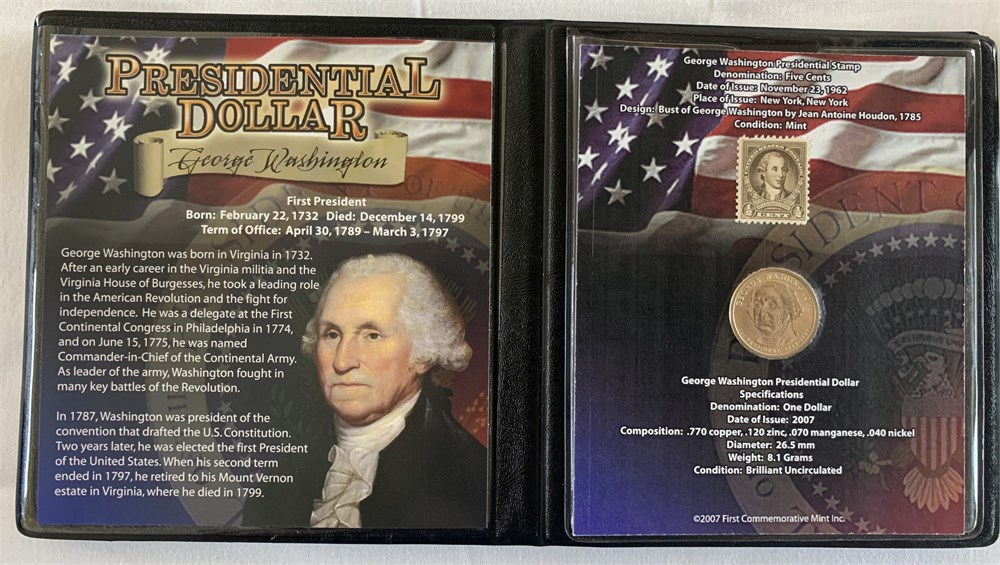 PRESIDENTIAL
DOLLAR
George Washington
First President
Born: February 22, 1732 Died: December 14, 1799
Term of Office: April 30, 1789 – March 3, 1797
George Washington was born in Virginia in 1732.
After an early career in the Virginia militia and the
Virginia House of Burgesses, he took a leading role
in the American Revolution and the fight for
independence. He was a delegate at the First
Continental Congress in Philadelphia in 1774,
and on June 15, 1775, he was named
Commander-in-Chief of the Continental Army.
As leader of the army, Washington fought in
many key battles of the Revolution.
In 1787, Washington was president of the
convention that drafted the U.S. Constitution.
Two years later, he was elected the first President
of the United States. When his second term
ended in 1797, he retired to his Mount Vernon
estate in Virginia, where he died in 1799.
George Washington Presidential Stamp
Denomination: Five Cents
Date of Issue: November 23, 1962
Place of Issue: New York, New York
Design: Bust of George Washington by Jean Antoine Houdon, 1785
Condition: Mint
GEORGE WASHINGTON
George Washington Presidential Dollar
Specifications
Denomination: One Dollar
Date of Issue: 2007
Composition: .770 copper, .120 zinc, .070 manganese, .040 nickel
Diameter: 26.5 mm
Weight: 8.1 Grams
Condition: Brilliant Uncirculated
©2007 First Commemorative Mint Inc.